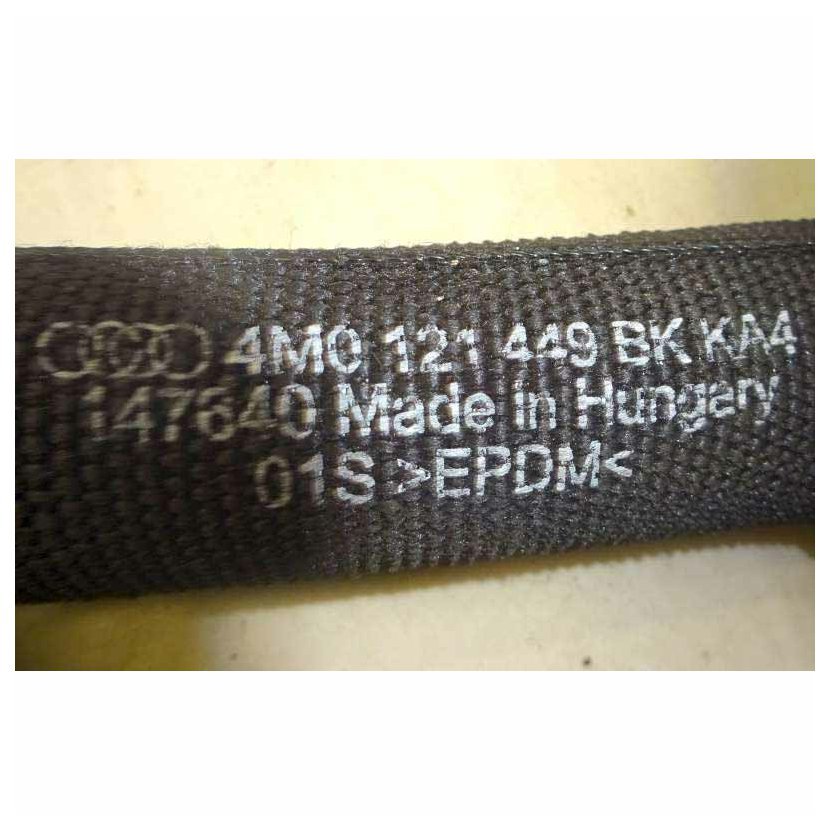 4M0 121 449 BK KA4
147640 Made in Hungary
01S >EPDM<